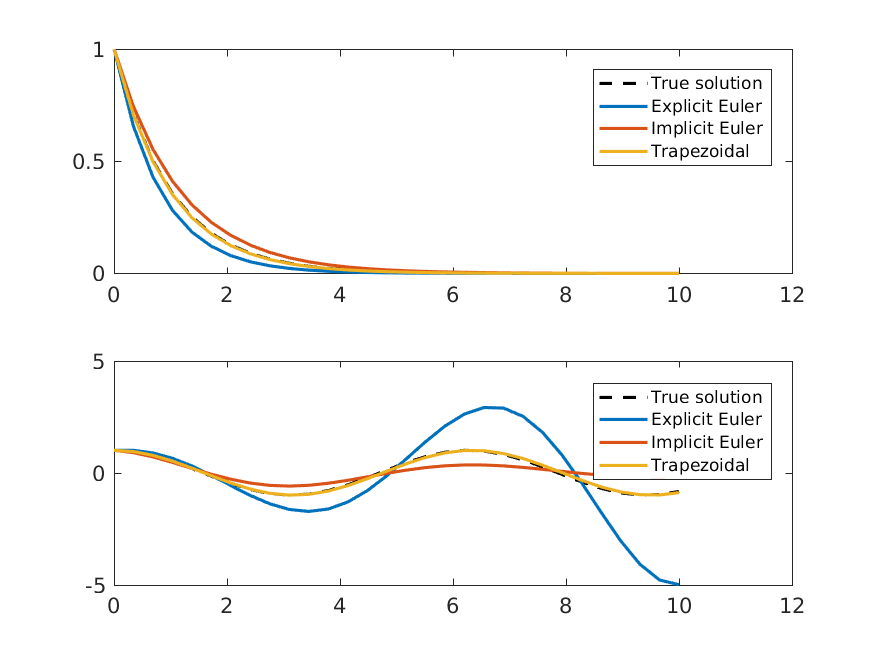 1
0.5
0
0 2 4 6 8 10 12
True solution
Explicit Euler
Implicit Euler
Trapezoidal
5
0
-5
0 2 4 6 8 10 12
True solution
Explicit Euler
Implicit Euler
Trapezoidal